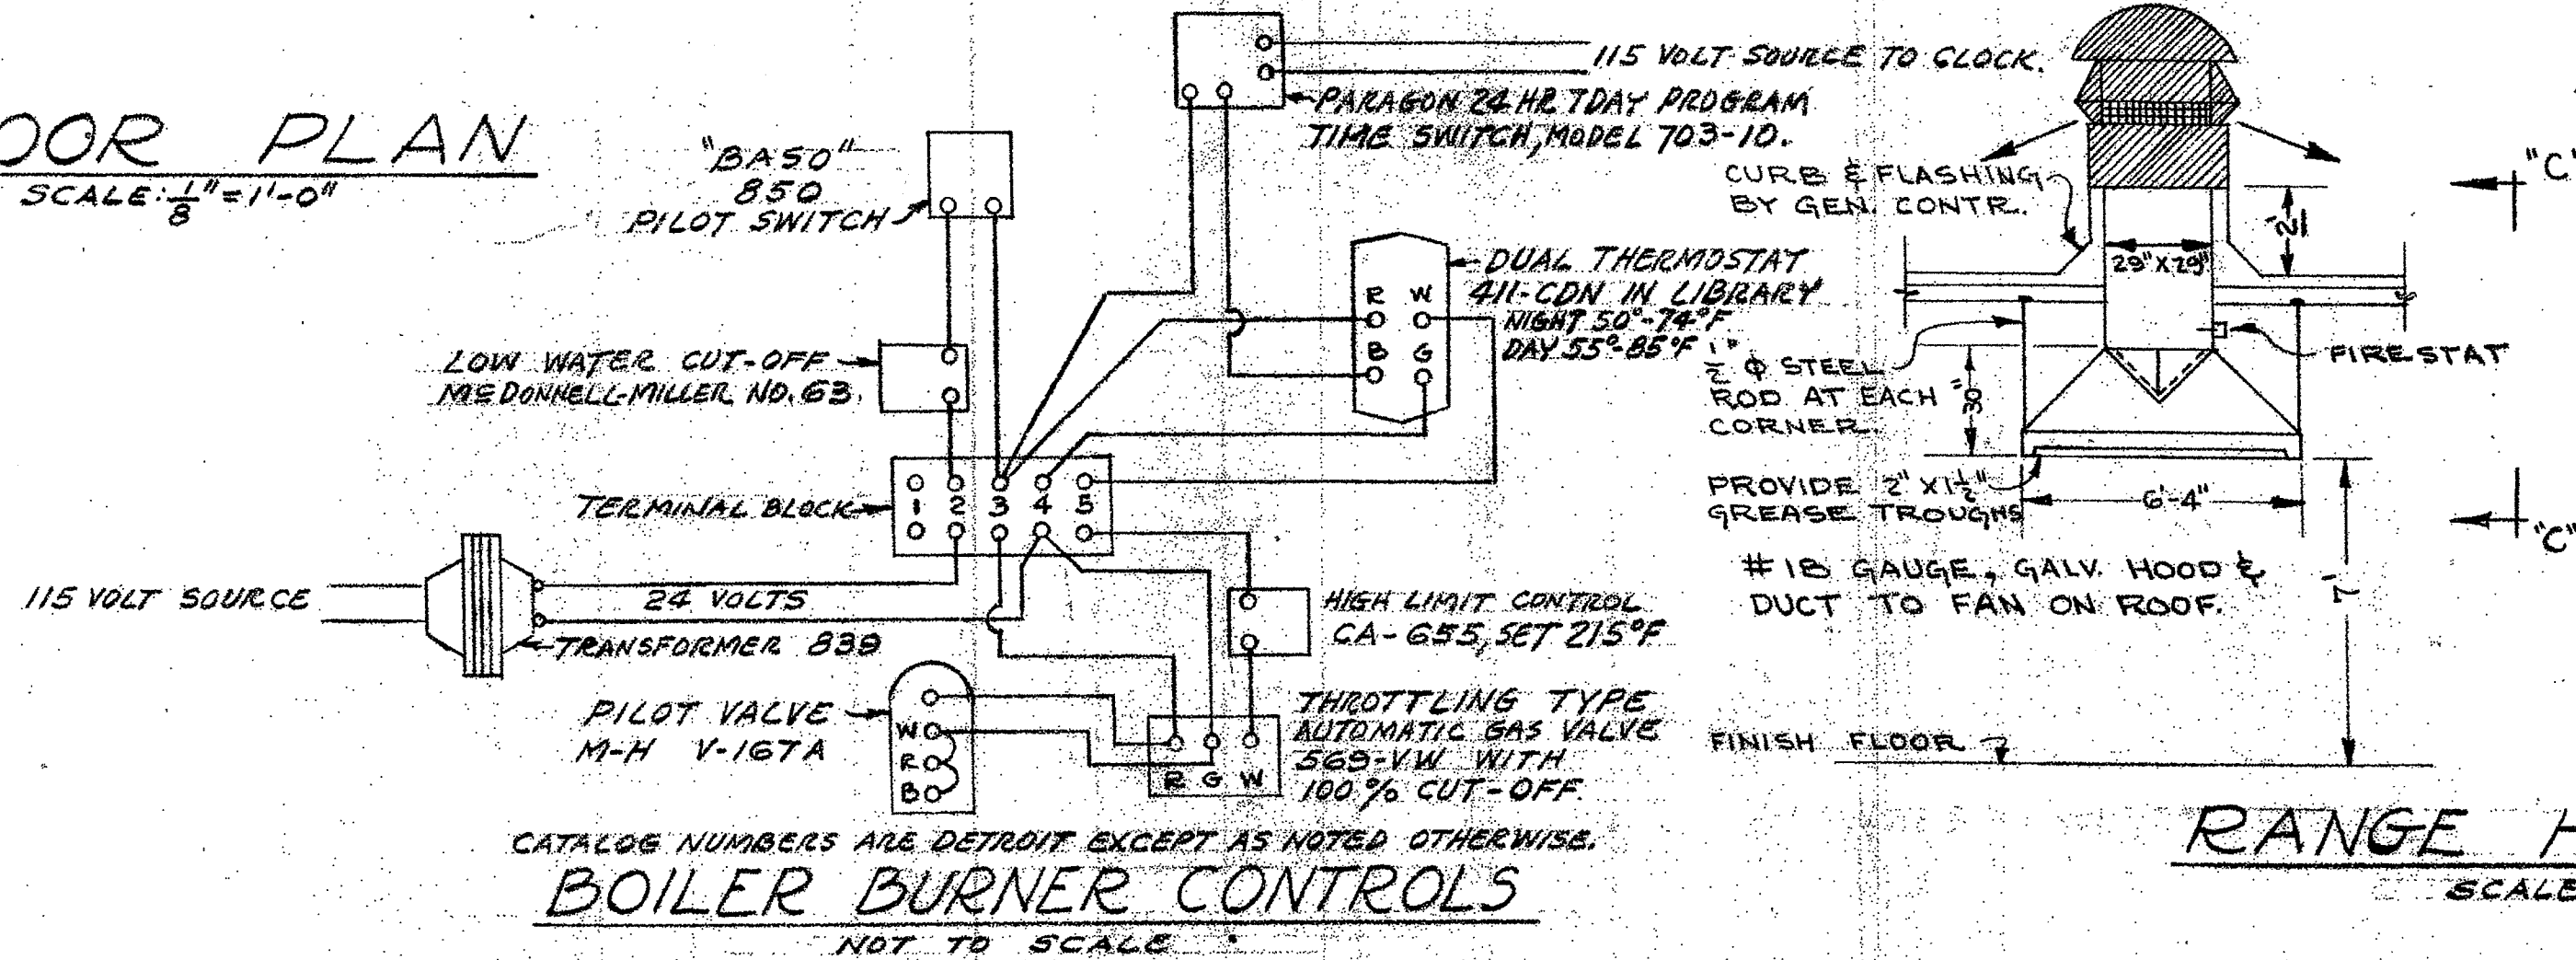 OOR PLAN
SCALE: 1/8" = 1'-0"
115 VOLT SOURCE TO CLOCK.
PARAGON 24 HR 7DAY PROGRAM
TIME SWITCH, MODEL 703-10.
"BASO"
850
PILOT SWITCH
DUAL THERMOSTAT
411-CDN IN LIBRARY
NIGHT 50°-74°F
DAY 55°-85°F
R W
B G
LOW WATER CUT-OFF
McDONNELL-MILLER NO. 63.
TERMINAL BLOCK
1 2 3 4 5
115 VOLT SOURCE
24 VOLTS
TRANSFORMER 839
HIGH LIMIT CONTROL
CA-655, SET 215°F
PILOT VALVE
M-H V-167A
W
R
B
R G W
THROTTLING TYPE
AUTOMATIC GAS VALVE
569-VW WITH
100% CUT-OFF.
CATALOG NUMBERS ARE DETROIT EXCEPT AS NOTED OTHERWISE.
BOILER BURNER CONTROLS
NOT TO SCALE
CURB & FLASHING
BY GEN. CONTR.
"C"
2'
29"X29"
1/2" Φ STEEL
ROD AT EACH
CORNER.
30"
FIRESTAT
PROVIDE 2" X 1 1/2"
GREASE TROUGHS
6'-4"
"C"
#18 GAUGE, GALV. HOOD &
DUCT TO FAN ON ROOF.
7'
FINISH FLOOR
RANGE H
SCALE